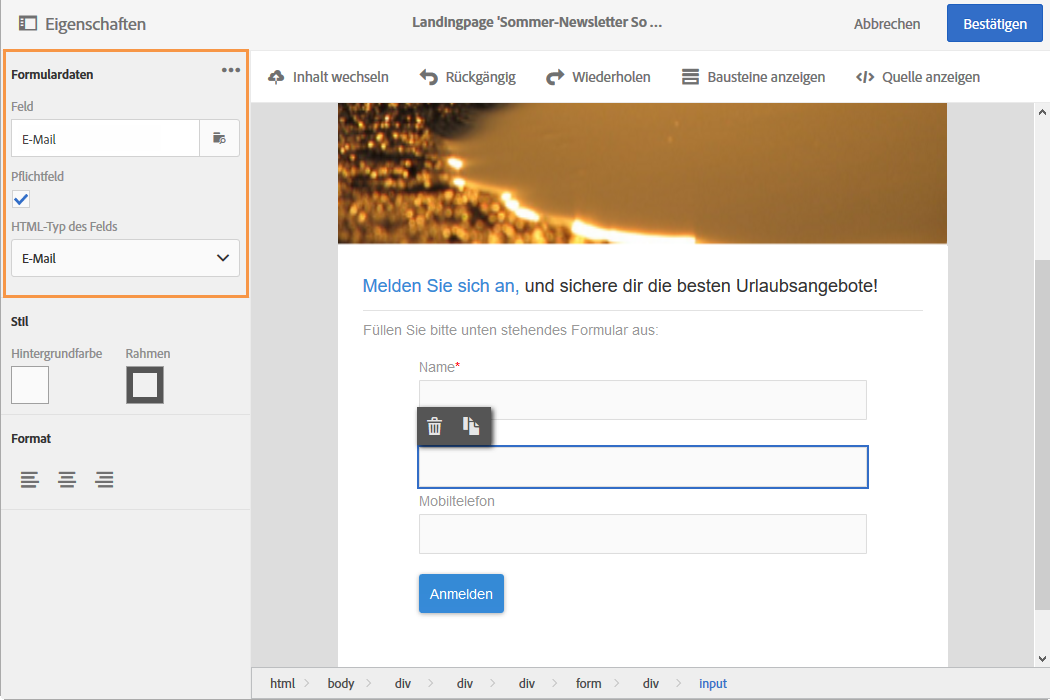 Eigenschaften
Landingpage 'Sommer-Newsletter So ...
Abbrechen
Bestätigen
Formulardaten
Feld
E-Mail
Pflichtfeld
HTML-Typ des Felds
E-Mail
Stil
Hintergrundfarbe Rahmen
Format
Inhalt wechseln Rückgängig Wiederholen Bausteine anzeigen Quelle anzeigen
Melden Sie sich an, und sichere dir die besten Urlaubsangebote!
Füllen Sie bitte unten stehendes Formular aus:
Name*
Mobiltelefon
Anmelden
html body div div div form div input